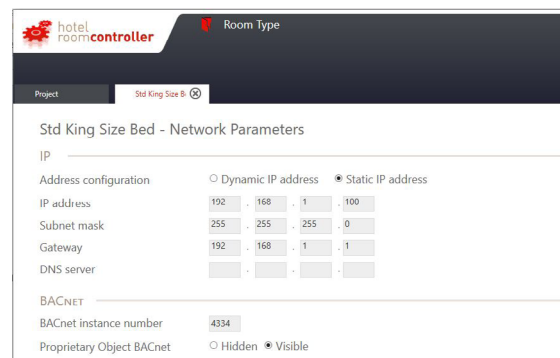 hotel
roomcontroller
Room Type
Project
Std King Size B
Std King Size Bed - Network Parameters
IP
Address configuration Dynamic IP address Static IP address
IP address 192 . 168 . 1 . 100
Subnet mask 255 . 255 . 255 . 0
Gateway 192 . 168 . 1 . 1
DNS server . . .
BACNET
BACnet instance number 4334
Proprietary Object BACnet Hidden Visible